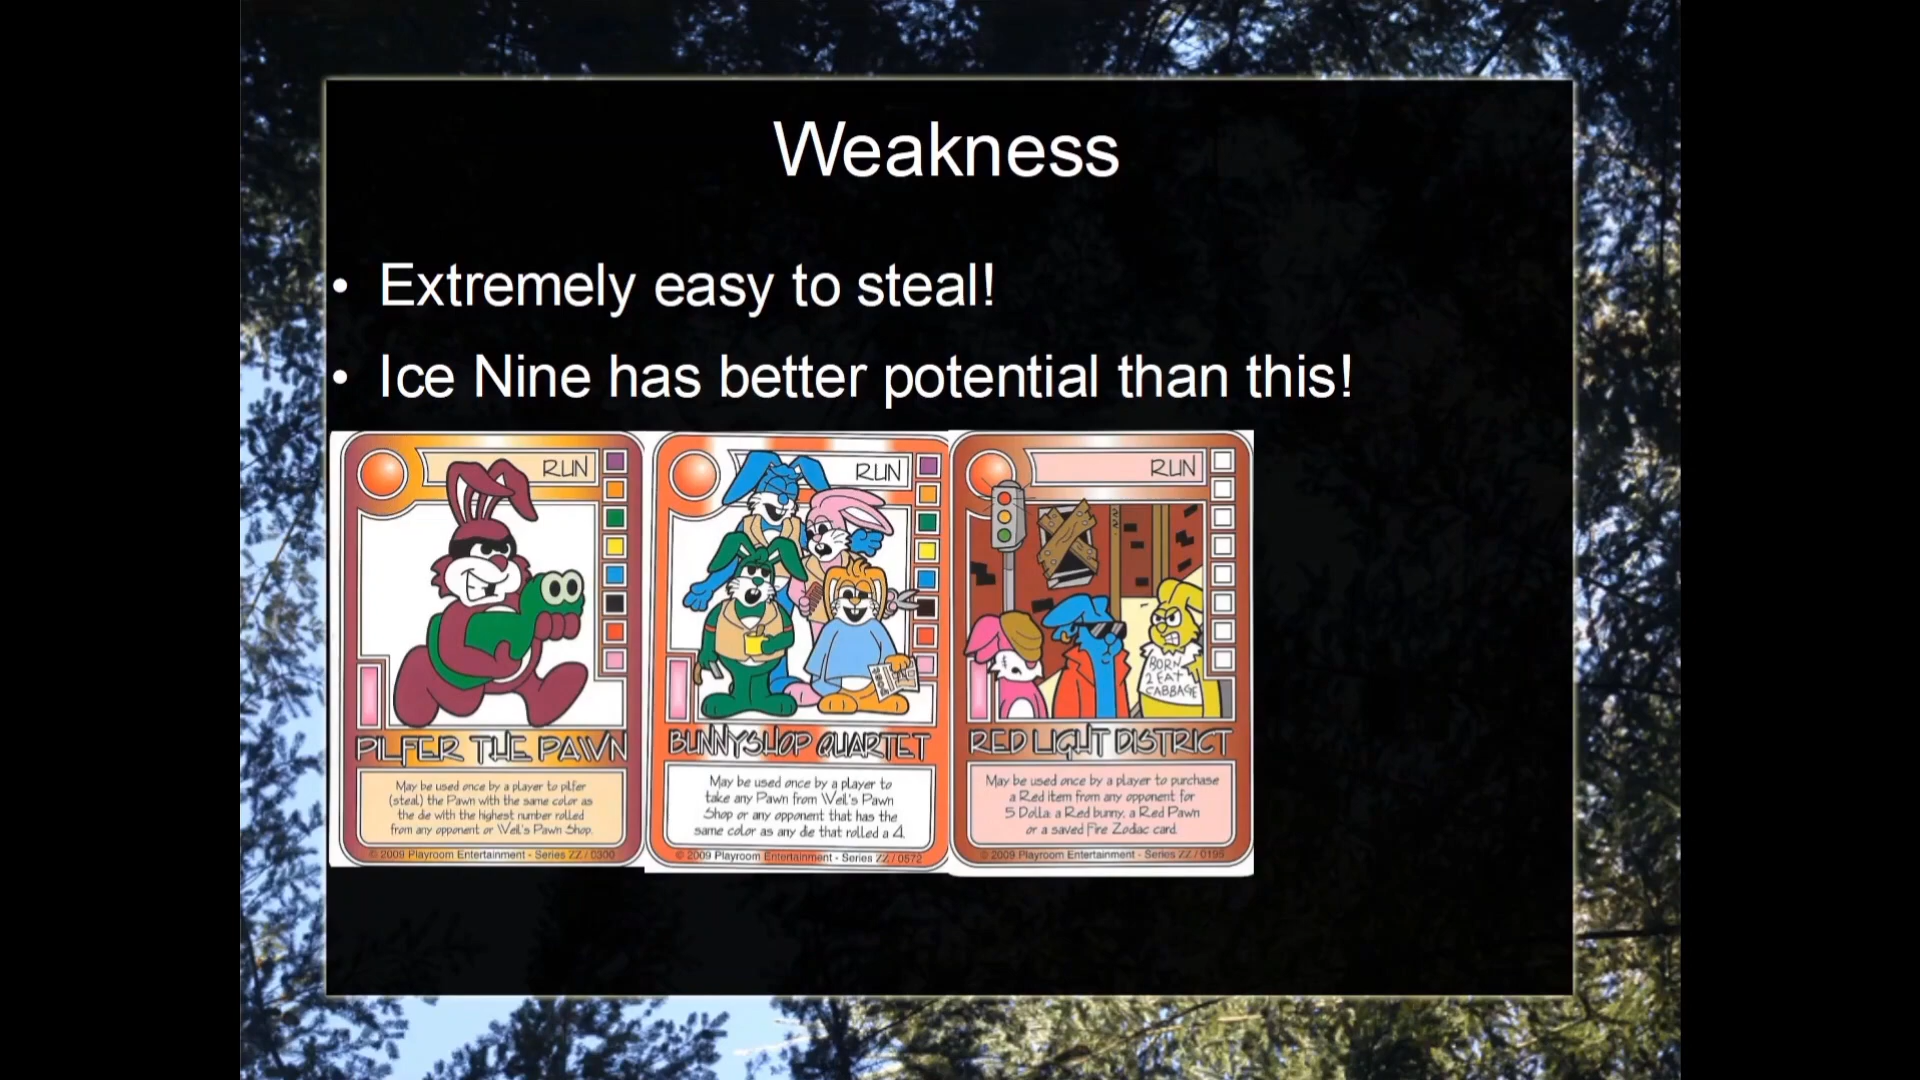 Weakness
• Extremely easy to steal!
• Ice Nine has better potential than this!
RUN
PILFER THE PAWN
May be used once by a player to pilfer
(steal) the Pawn with the same color as
the die with the highest number rolled
from any opponent or Weil's Pawn Shop.
© 2009 Playroom Entertainment - Series ZZ / 0300
RUN
BUNNYSHOP QUARTET
May be used once by a player to
take any Pawn from Weil's Pawn
Shop or any opponent that has the
same color as any die that rolled a 4.
© 2009 Playroom Entertainment - Series ZZ / 0572
RUN
BORN
2 EAT
CABBAGE
RED LIGHT DISTRICT
May be used once by a player to purchase
a Red item from any opponent for
5 Dolla: a Red bunny, a Red Pawn
or a saved Fire Zodiac card.
© 2009 Playroom Entertainment - Series ZZ / 0195